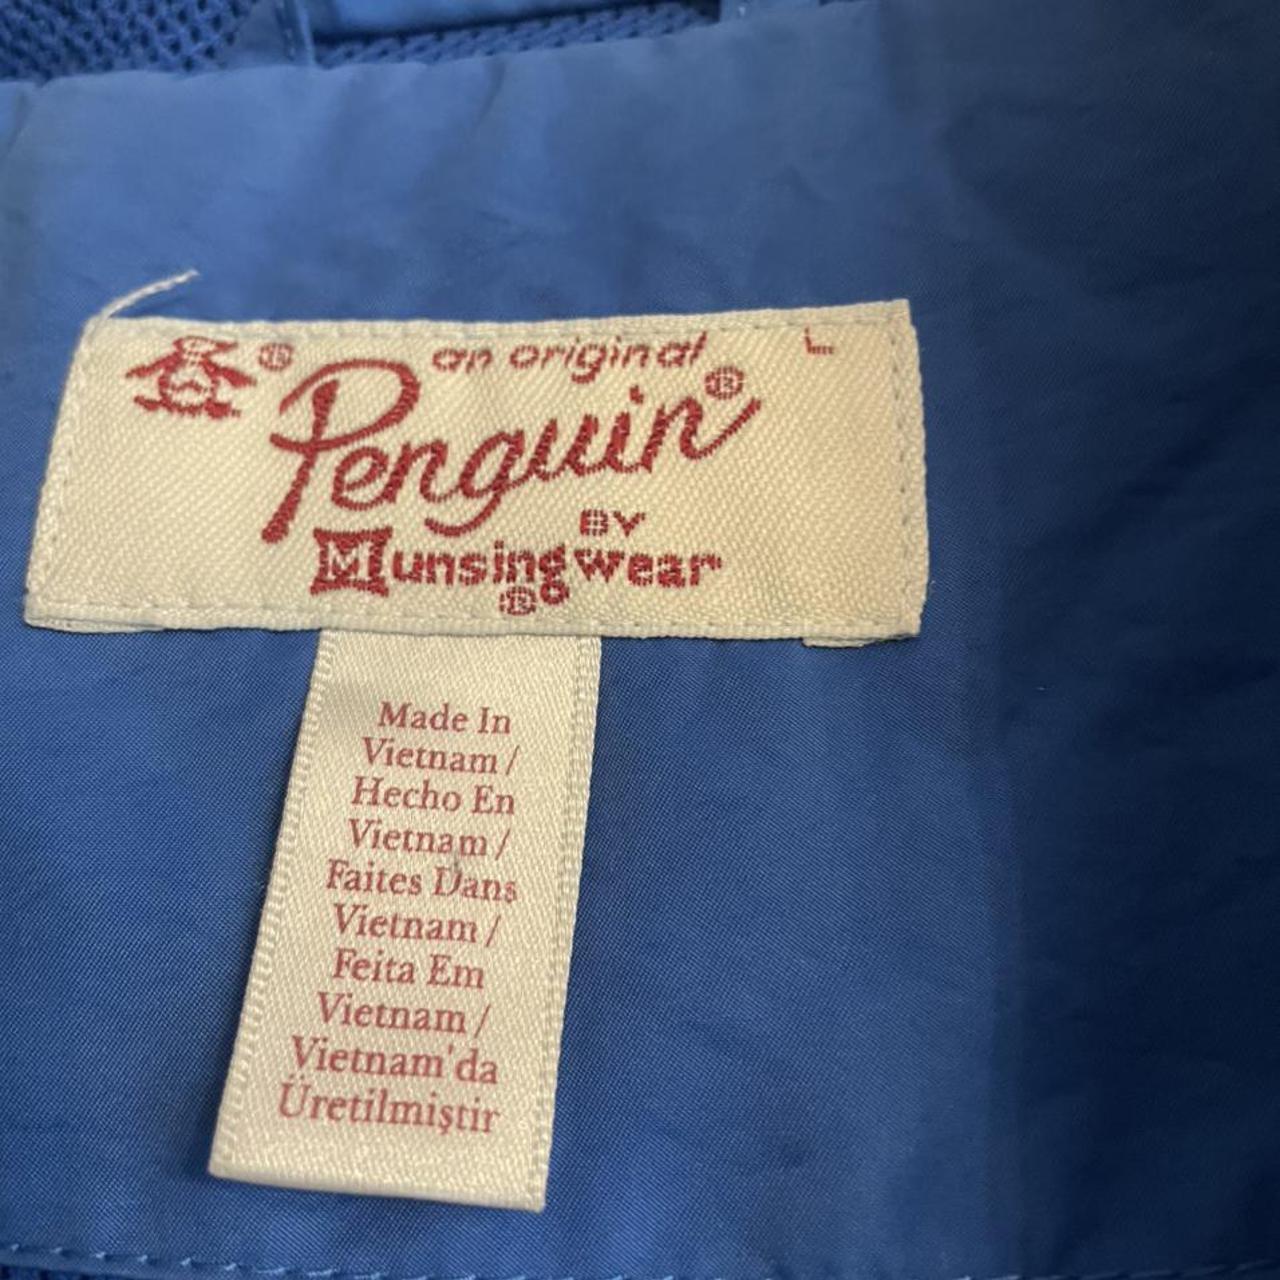 an original L
Penguin®
BY
Munsingwear
®
Made In
Vietnam /
Hecho En
Vietnam /
Faites Dans
Vietnam /
Feita Em
Vietnam /
Vietnam'da
Üretilmiştir